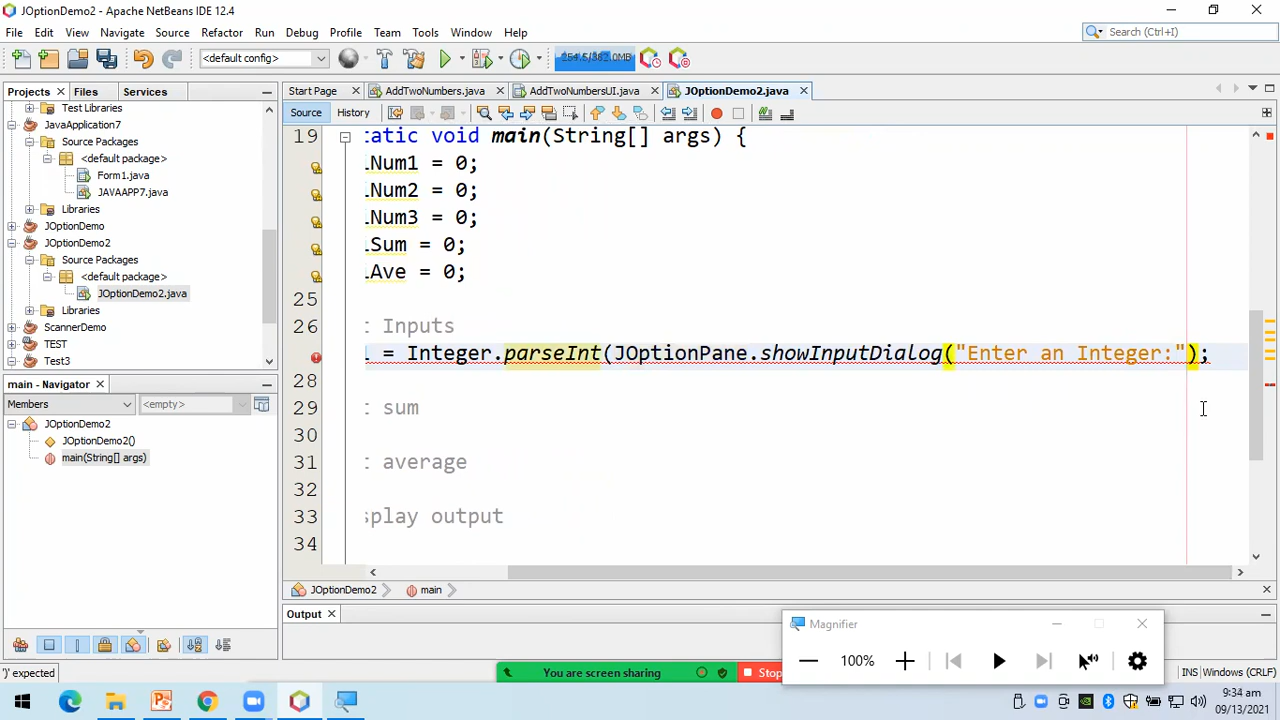 JOptionDemo2 - Apache NetBeans IDE 12.4
File Edit View Navigate Source Refactor Run Debug Profile Team Tools Window Help
Search (Ctrl+I)
<default config>
254.5/382.0MB
Projects Files Services
Start Page AddTwoNumbers.java AddTwoNumbersUI.java JOptionDemo2.java
Source History
Test Libraries
JavaApplication7
Source Packages
<default package>
Form1.java
JAVAAPP7.java
Libraries
JOptionDemo
JOptionDemo2
Source Packages
<default package>
JOptionDemo2.java
Libraries
ScannerDemo
TEST
Test3
19 tatic void main(String[] args) {
Num1 = 0;
Num2 = 0;
Num3 = 0;
Sum = 0;
Ave = 0;
25
26 Inputs
= Integer.parseInt(JOptionPane.showInputDialog("Enter an Integer:");
28
29 sum
30
31 average
32
33 splay output
34
main - Navigator
Members <empty>
JOptionDemo2
JOptionDemo2()
main(String[] args)
JOptionDemo2 main
Output
Magnifier
100%
')' expected
You are screen sharing
Stop
INS Windows (CRLF)
9:34 am
09/13/2021